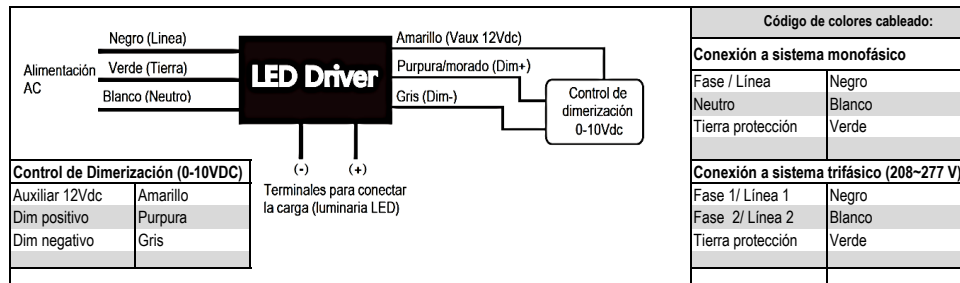 Negro (Linea)
Alimentación AC
Verde (Tierra)
Blanco (Neutro)
LED Driver
Amarillo (Vaux 12Vdc)
Purpura/morado (Dim+)
Gris (Dim-)
Control de
dimerización
0-10Vdc
(-) (+)
Terminales para conectar
la carga (luminaria LED)
Control de Dimerización (0-10VDC)
Auxiliar 12Vdc Amarillo
Dim positivo Purpura
Dim negativo Gris
Código de colores cableado:
Conexión a sistema monofásico
Fase / Línea Negro
Neutro Blanco
Tierra protección Verde
Conexión a sistema trifásico (208~277 V)
Fase 1/ Línea 1 Negro
Fase 2/ Línea 2 Blanco
Tierra protección Verde